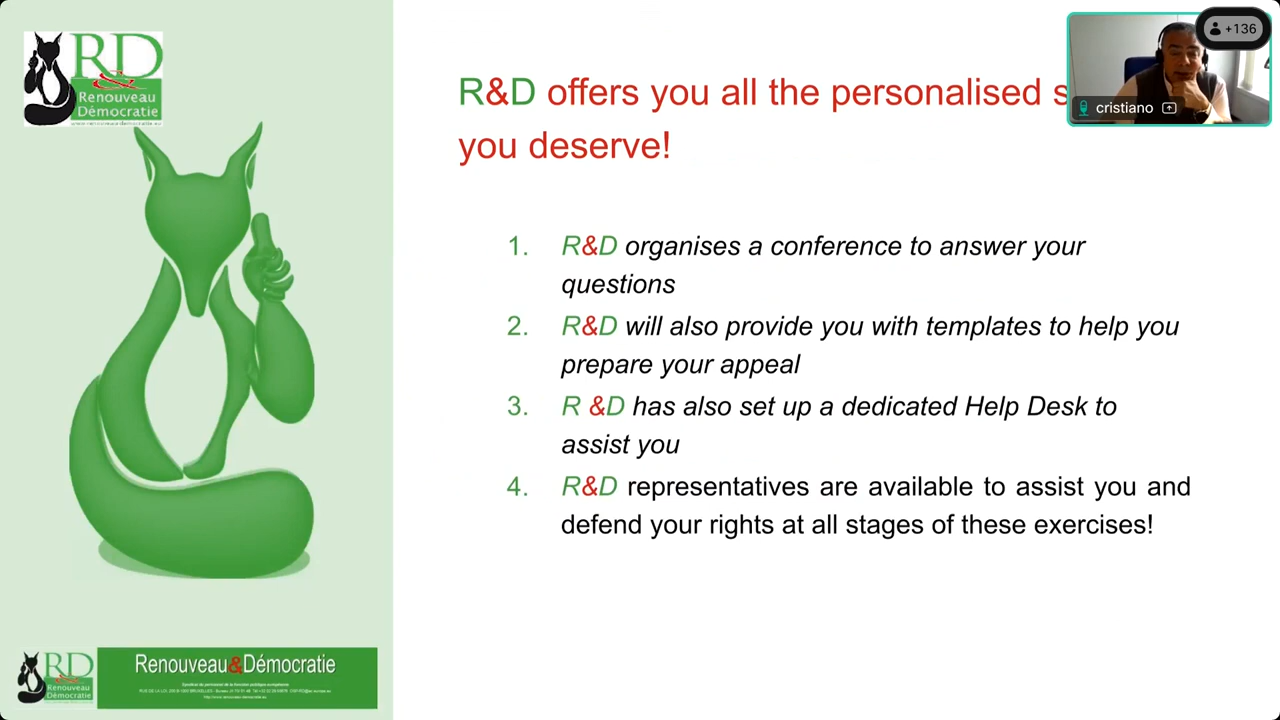 RD
&
Renouveau
Démocratie
R&D offers you all the personalised s
you deserve!
+136
cristiano
1. R&D organises a conference to answer your
questions
2. R&D will also provide you with templates to help you
prepare your appeal
3. R &D has also set up a dedicated Help Desk to
assist you
4. R&D representatives are available to assist you and
defend your rights at all stages of these exercises!
RD
Renouveau
Démocratie
Renouveau&Démocratie